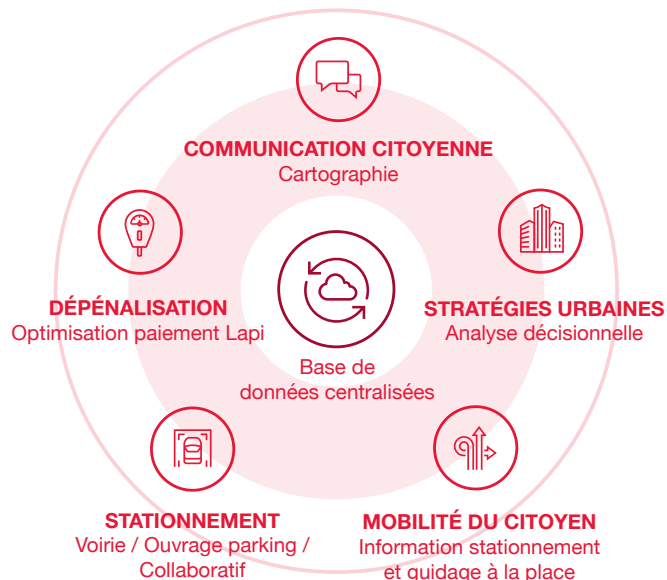 COMMUNICATION CITOYENNE
Cartographie
DÉPÉNALISATION
Optimisation paiement Lapi
STRATÉGIES URBAINES
Analyse décisionnelle
Base de
données centralisées
STATIONNEMENT
Voirie / Ouvrage parking /
Collaboratif
MOBILITÉ DU CITOYEN
Information stationnement
et guidage à la place